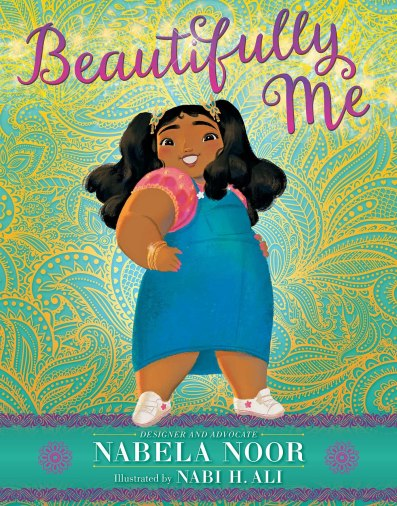 Beautifully
Me
DESIGNER AND ADVOCATE
NABELA NOOR
Illustrated by NABI H. ALI